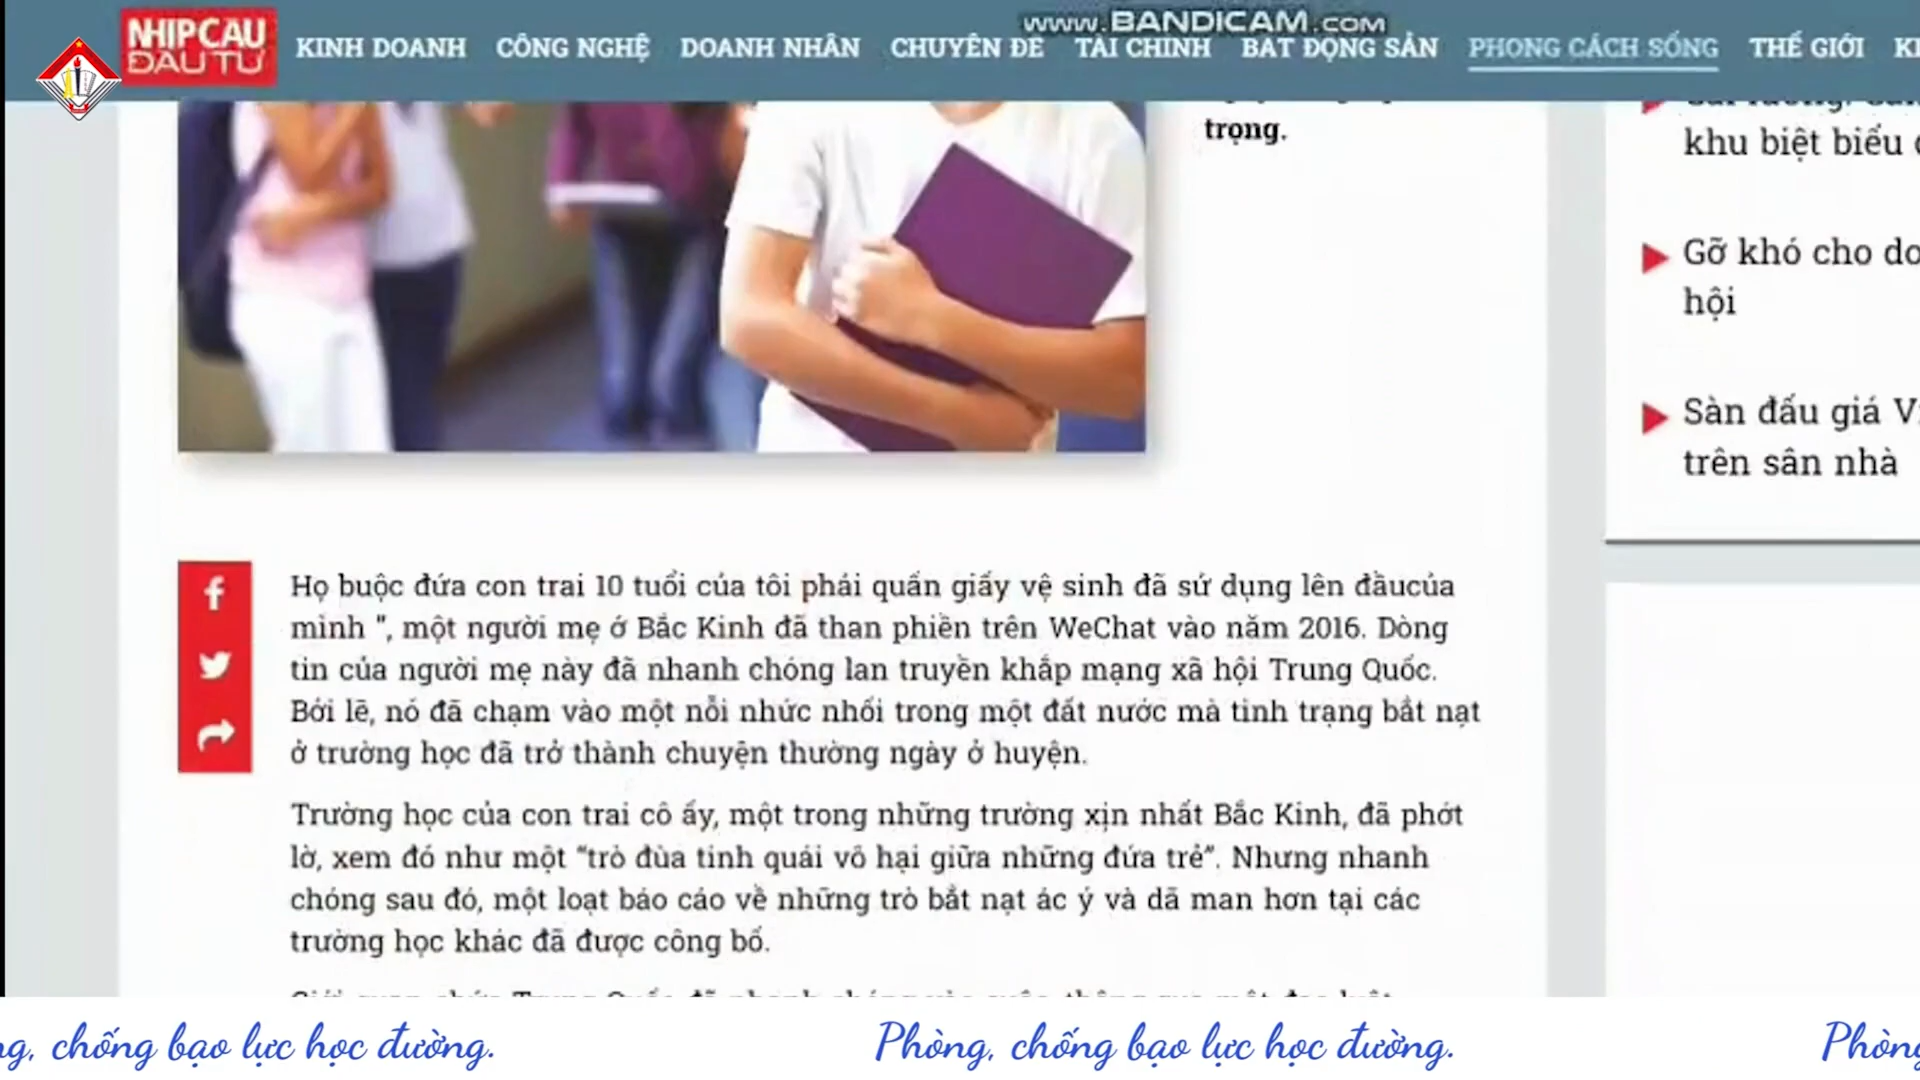 www.BANDICAM.com
NHỊP CẦU
ĐẦU TƯ
KINH DOANH CÔNG NGHỆ DOANH NHÂN CHUYÊN ĐỀ TÀI CHÍNH BẤT ĐỘNG SẢN PHONG CÁCH SỐNG THẾ GIỚI
trọng.
khu biệt biểu
Gỡ khó cho
hội
Sàn đấu giá
trên sân nhà
Họ buộc đứa con trai 10 tuổi của tôi phải quấn giấy vệ sinh đã sử dụng lên đầucủa
mình ", một người mẹ ở Bắc Kinh đã than phiền trên WeChat vào năm 2016. Dòng
tin của người mẹ này đã nhanh chóng lan truyền khắp mạng xã hội Trung Quốc.
Bởi lẽ, nó đã chạm vào một nỗi nhức nhối trong một đất nước mà tình trạng bắt nạt
ở trường học đã trở thành chuyện thường ngày ở huyện.
Trường học của con trai cô ấy, một trong những trường xịn nhất Bắc Kinh, đã phớt
lờ, xem đó như một “trò đùa tinh quái vô hại giữa những đứa trẻ”. Nhưng nhanh
chóng sau đó, một loạt báo cáo về những trò bắt nạt ác ý và dã man hơn tại các
trường học khác đã được công bố.
chống bạo lực học đường. Phòng, chống bạo lực học đường.